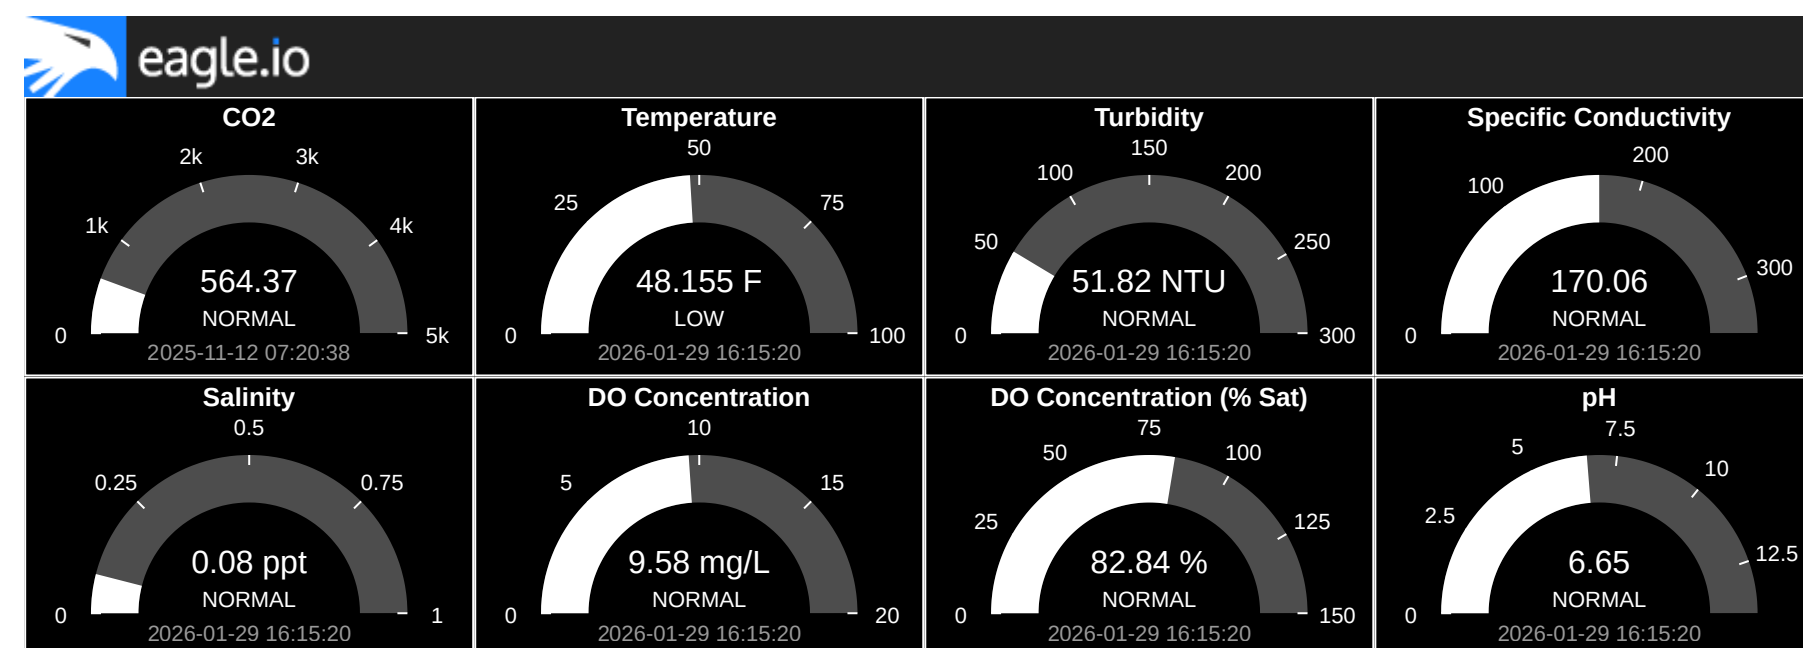 eagle.io
CO2
2k
3k
1k
4k
564.37
NORMAL
0
5k
2025-11-12 07:20:38
Temperature
50
25
75
48.155 F
LOW
0
100
2026-01-29 16:15:20
Turbidity
150
100
200
50
250
51.82 NTU
NORMAL
0
300
2026-01-29 16:15:20
Specific Conductivity
200
100
300
170.06
NORMAL
0
2026-01-29 16:15:20
Salinity
0.5
0.25
0.75
0.08 ppt
NORMAL
0
1
2026-01-29 16:15:20
DO Concentration
10
5
15
9.58 mg/L
NORMAL
0
20
2026-01-29 16:15:20
DO Concentration (% Sat)
75
50
100
25
125
82.84 %
NORMAL
0
150
2026-01-29 16:15:20
pH
7.5
5
10
2.5
12.5
6.65
NORMAL
0
2026-01-29 16:15:20